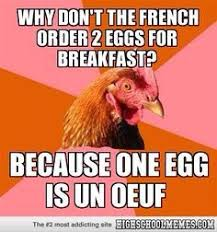 WHY DON'T THE FRENCH
ORDER 2 EGGS FOR
BREAKFAST?
BECAUSE ONE EGG
IS UN OEUF
The #2 most addicting site HIGHSCHOOLMEMES.COM